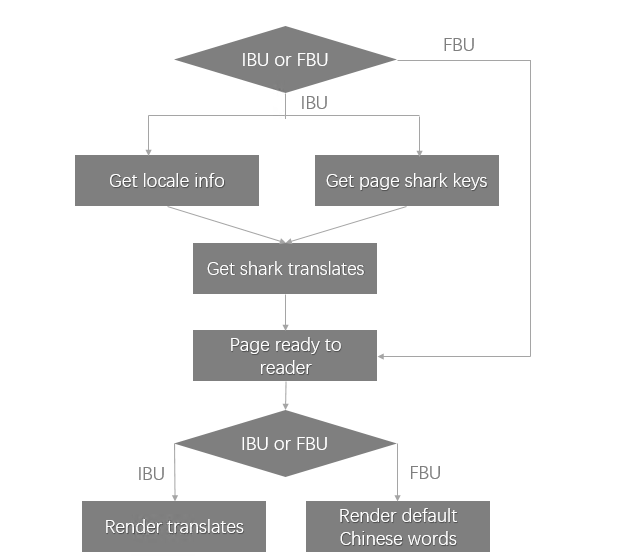 IBU or FBU
FBU
IBU
Get locale info
Get page shark keys
Get shark translates
Page ready to
reader
IBU or FBU
IBU
FBU
Render translates
Render default
Chinese words